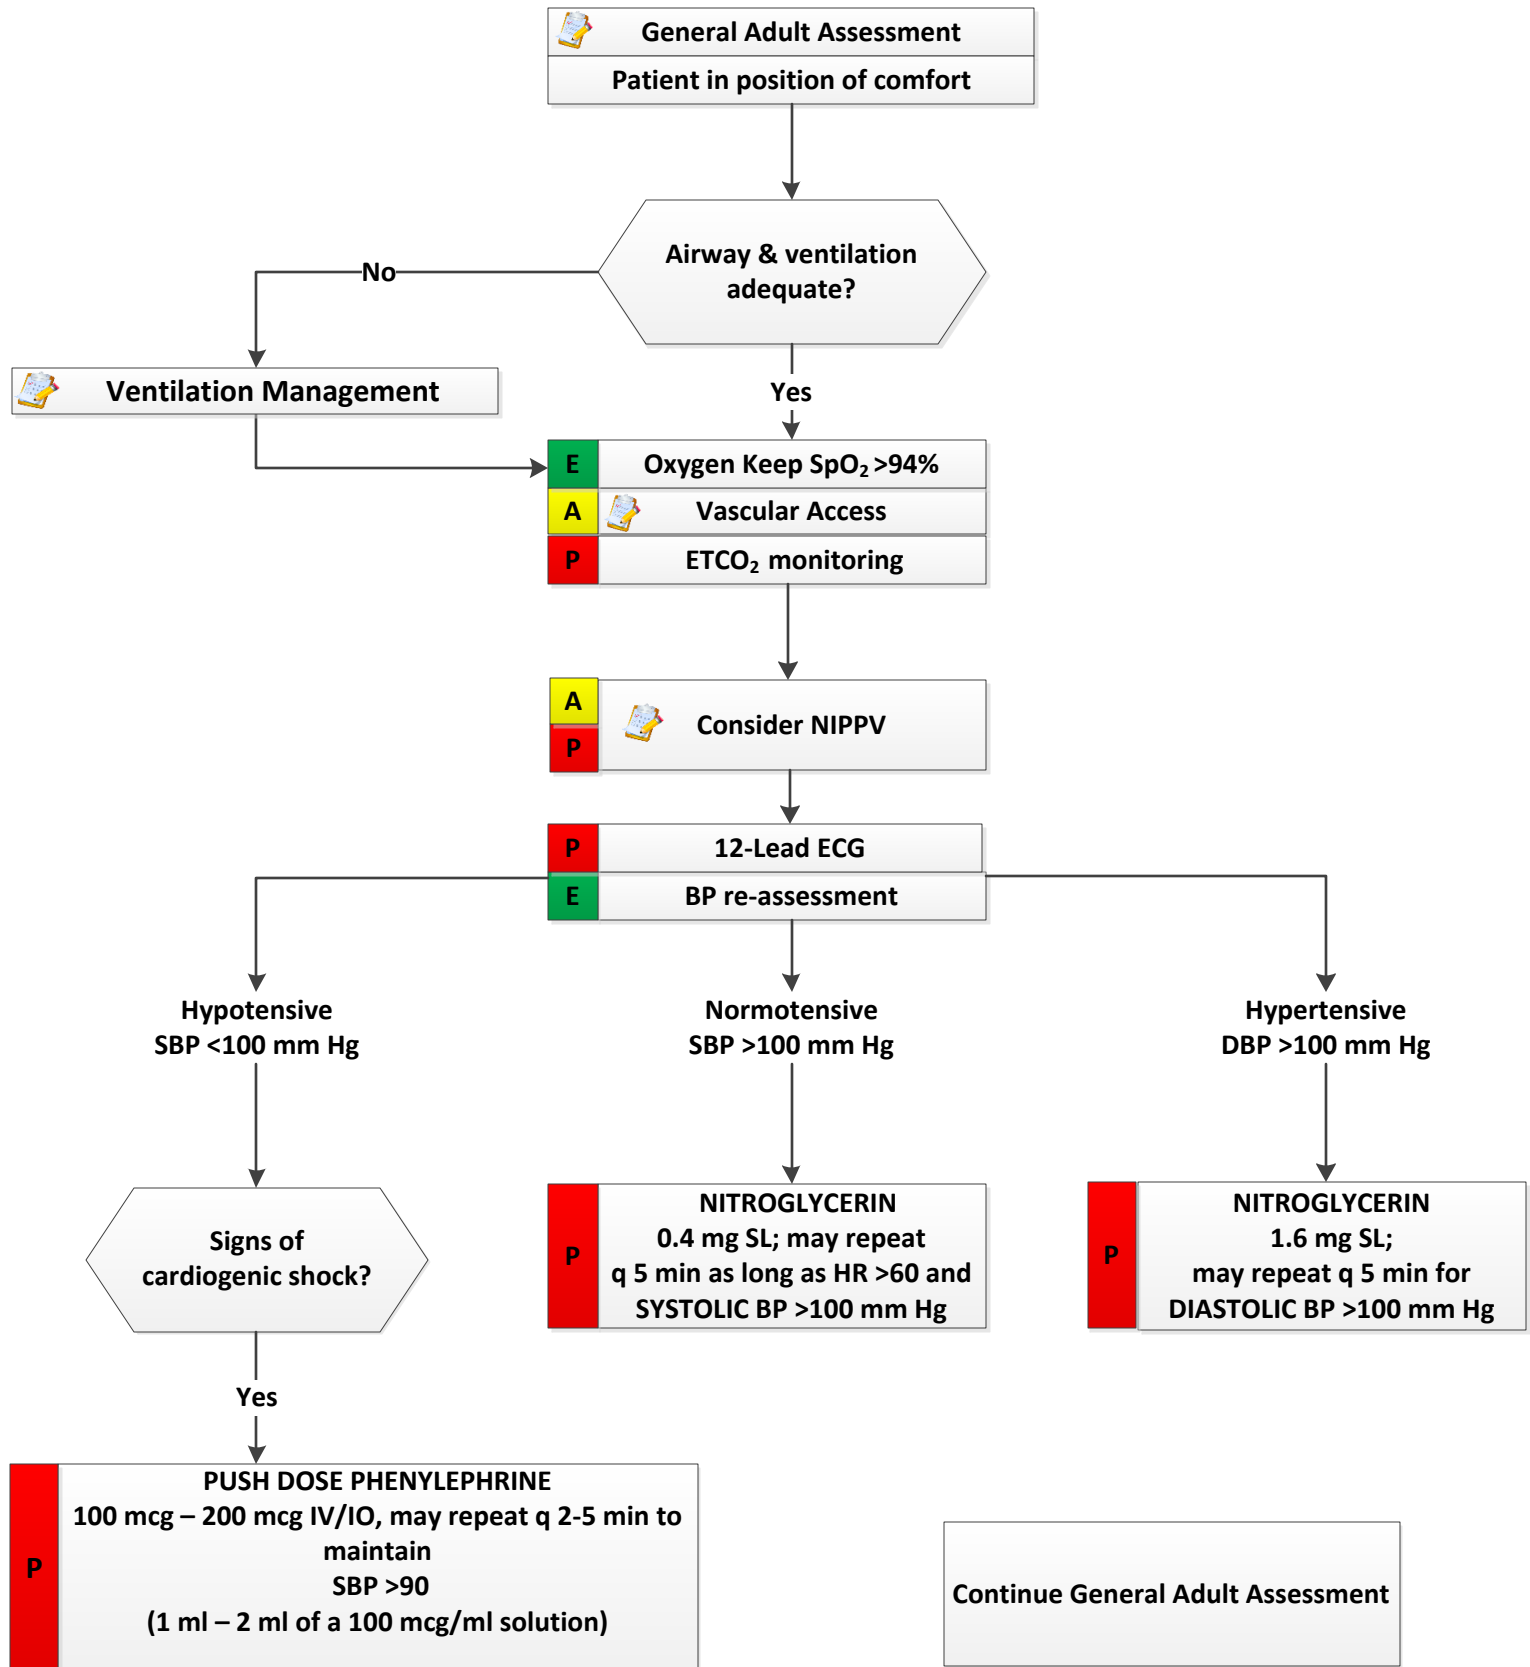 General Adult Assessment
Patient in position of comfort
Airway & ventilation
adequate?
No
Yes
Ventilation Management
E
Oxygen Keep SpO₂ >94%
A
Vascular Access
P
ETCO₂ monitoring
A
P
Consider NIPPV
P
12-Lead ECG
E
BP re-assessment
Hypotensive
SBP <100 mm Hg
Normotensive
SBP >100 mm Hg
Hypertensive
DBP >100 mm Hg
Signs of
cardiogenic shock?
P
NITROGLYCERIN
0.4 mg SL; may repeat
q 5 min as long as HR >60 and
SYSTOLIC BP >100 mm Hg
P
NITROGLYCERIN
1.6 mg SL;
may repeat q 5 min for
DIASTOLIC BP >100 mm Hg
Yes
P
PUSH DOSE PHENYLEPHRINE
100 mcg – 200 mcg IV/IO, may repeat q 2-5 min to
maintain
SBP >90
(1 ml – 2 ml of a 100 mcg/ml solution)
Continue General Adult Assessment